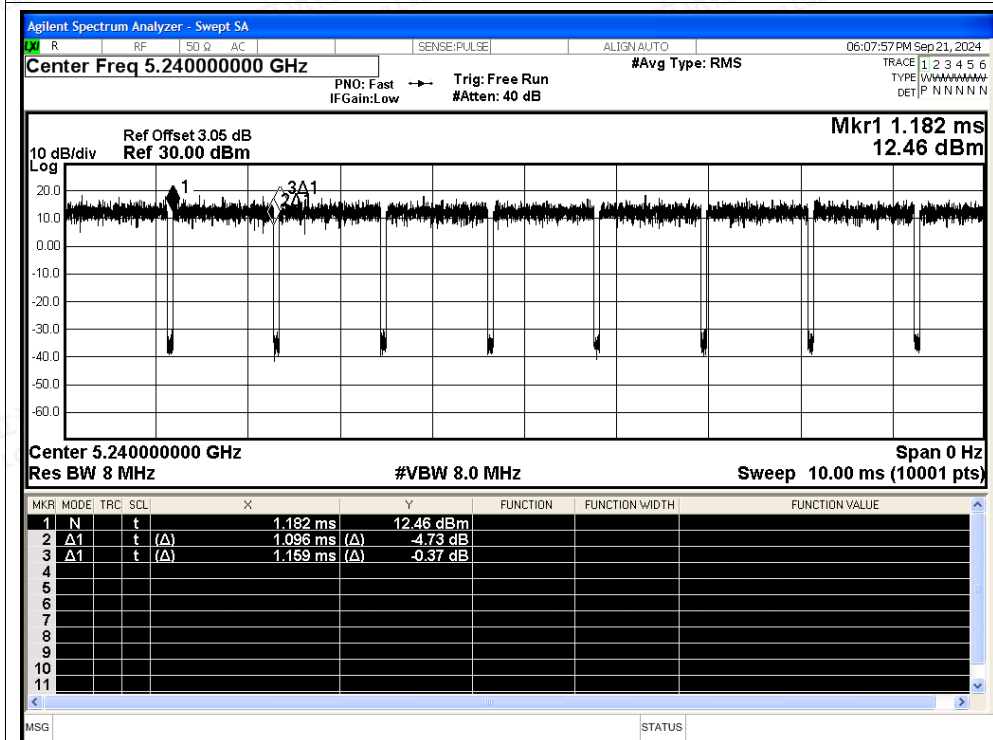 Agilent Spectrum Analyzer - Swept SA
LXI R RF 50 Ω AC SENSE:PULSE ALIGN AUTO 06:07:57 PM Sep 21, 2024
Center Freq 5.240000000 GHz #Avg Type: RMS TRACE 1 2 3 4 5 6
PNO: Fast Trig: Free Run TYPE WWWWWW
IFGain:Low #Atten: 40 dB DET P N N N N N
Mkr1 1.182 ms
Ref Offset 3.05 dB
10 dB/div Ref 30.00 dBm 12.46 dBm
Log
1 3Δ1
20.0 2Δ1
10.0
0.00
-10.0
-20.0
-30.0
-40.0
-50.0
-60.0
Center 5.240000000 GHz Span 0 Hz
Res BW 8 MHz #VBW 8.0 MHz Sweep 10.00 ms (10001 pts)
MKR MODE TRC SCL X Y FUNCTION FUNCTION WIDTH FUNCTION VALUE
1 N t 1.182 ms 12.46 dBm
2 Δ1 t (Δ) 1.096 ms (Δ) -4.73 dB
3 Δ1 t (Δ) 1.159 ms (Δ) -0.37 dB
4
5
6
7
8
9
10
11
MSG STATUS